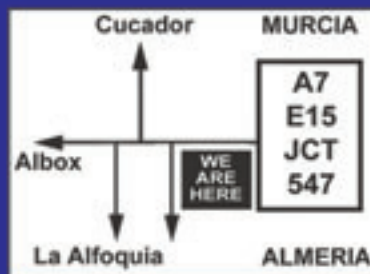 Cucador MURCIA
A7
E15
JCT
547
Albox
WE
ARE
HERE
La Alfoquia ALMERIA